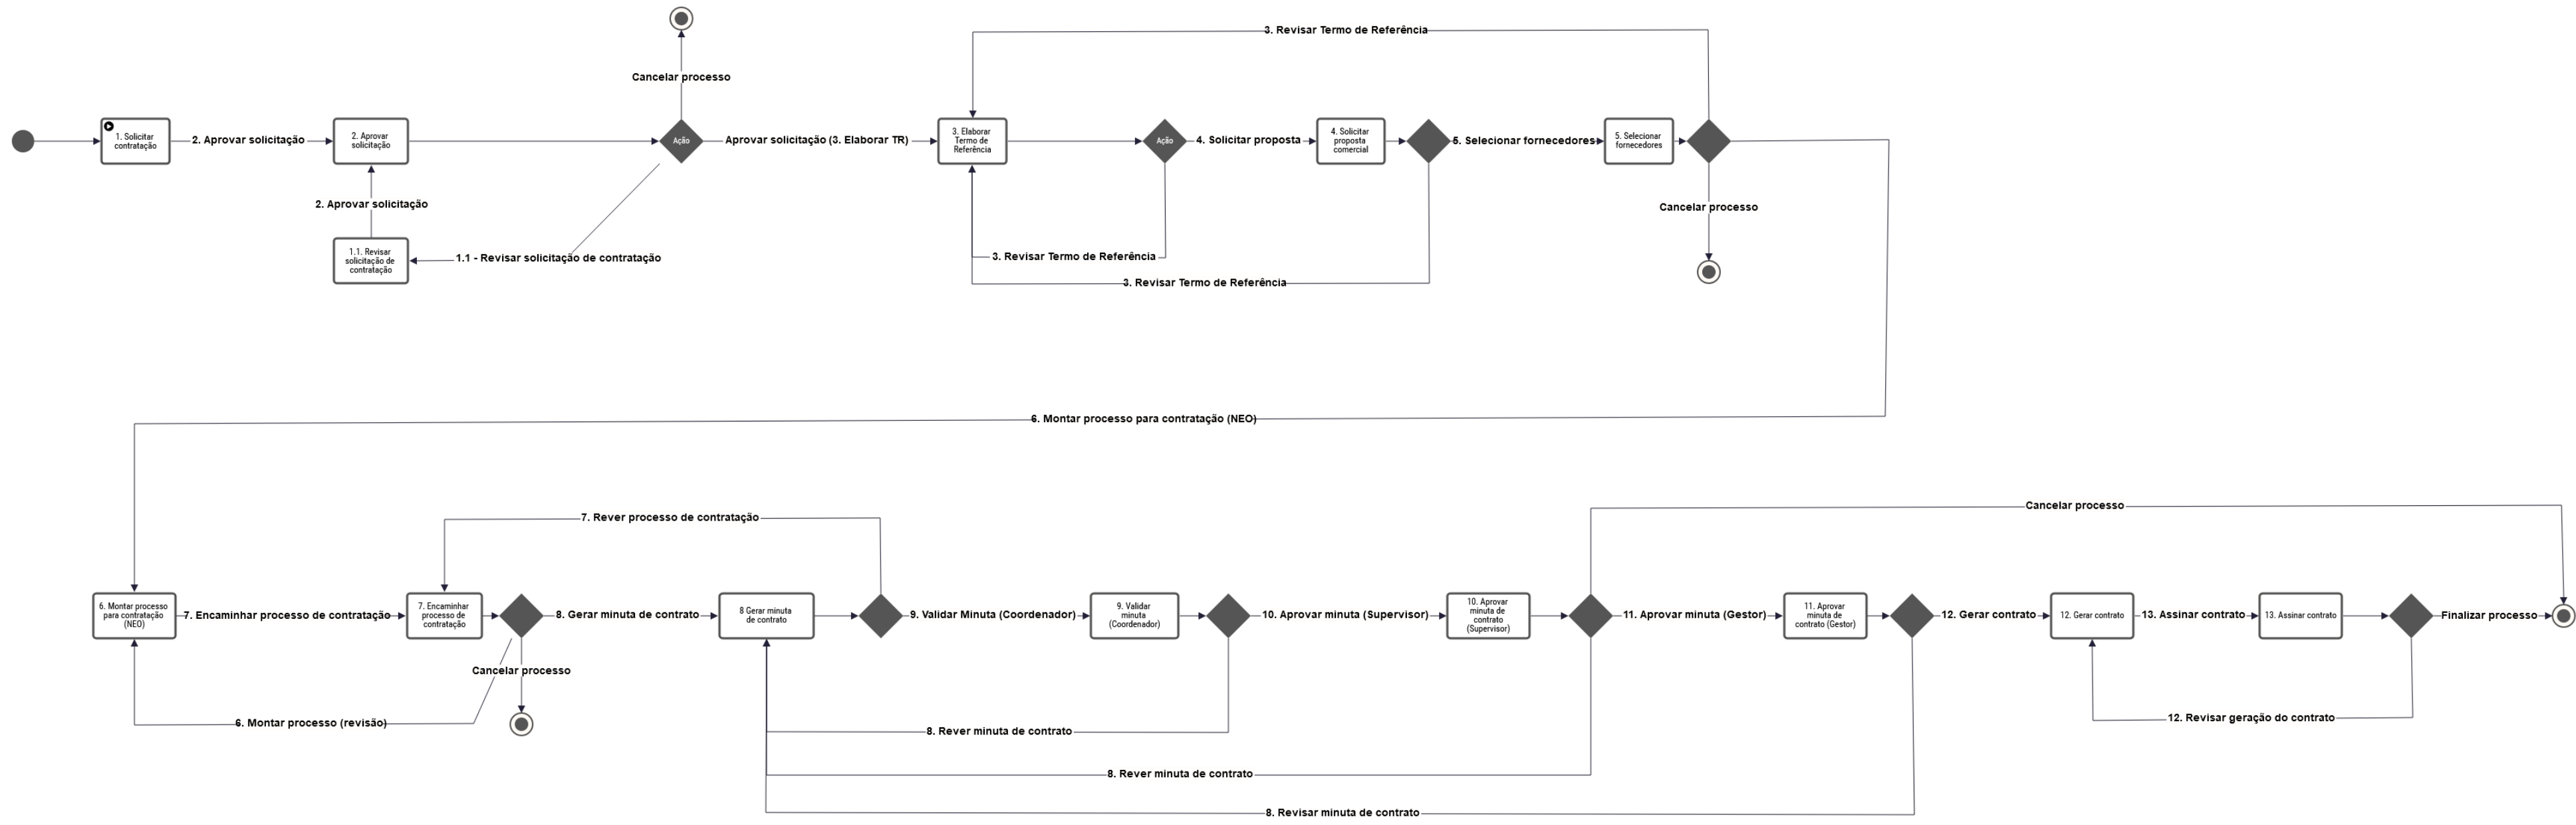 3. Revisar Termo de Referência
Cancelar processo
1. Solicitar
contratação
2. Aprovar solicitação
2. Aprovar
solicitação
Ação
Aprovar solicitação (3. Elaborar TR)
3. Elaborar
Termo de
Referência
Ação
4. Solicitar proposta
4. Solicitar
proposta
comercial
5. Selecionar fornecedores
5. Selecionar
fornecedores
2. Aprovar solicitação
Cancelar processo
1.1. Revisar
solicitação de
contratação
1.1 - Revisar solicitação de contratação
3. Revisar Termo de Referência
3. Revisar Termo de Referência
6. Montar processo para contratação (NEO)
Cancelar processo
7. Rever processo de contratação
6. Montar processo
para contratação
(NEO)
7. Encaminhar processo de contratação
7. Encaminhar
processo de
contratação
8. Gerar minuta de contrato
8 Gerar minuta
de contrato
9. Validar Minuta (Coordenador)
9. Validar
minuta
(Coordenador)
10. Aprovar minuta (Supervisor)
10. Aprovar
minuta de
contrato
(Supervisor)
11. Aprovar minuta (Gestor)
11. Aprovar
minuta de
contrato (Gestor)
12. Gerar contrato
12. Gerar contrato
13. Assinar contrato
13. Assinar contrato
Finalizar processo
Cancelar processo
6. Montar processo (revisão)
12. Revisar geração do contrato
8. Rever minuta de contrato
8. Rever minuta de contrato
8. Revisar minuta de contrato